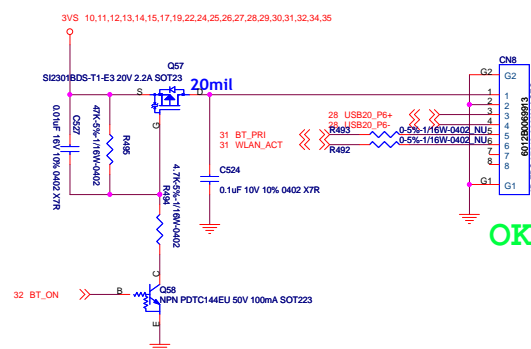 3VS 10,11,12,13,14,15,17,19,22,24,25,26,27,28,29,30,31,32,34,35
Q57
SI2301BDS-T1-E3 20V 2.2A SOT23
20mil
S
D
G
C527
0.01uF 16V 10% 0402 X7R
47K-5%-1/16W-0402
R495
4.7K-5%-1/16W-0402
R494
C524
0.1uF 10V 10% 0402 X7R
CN8
G2
G2
1
1
2
2
28 USB20_P6+
3
3
28 USB20_P6-
4
4
31 BT_PRI
R493
0-5%-1/16W-0402_NU
5
5
31 WLAN_ACT
R492
0-5%-1/16W-0402_NU
6
6
7
7
8
8
G1
G1
OK
C
32 BT_ON
B
Q58
NPN PDTC144EU 50V 100mA SOT223
E